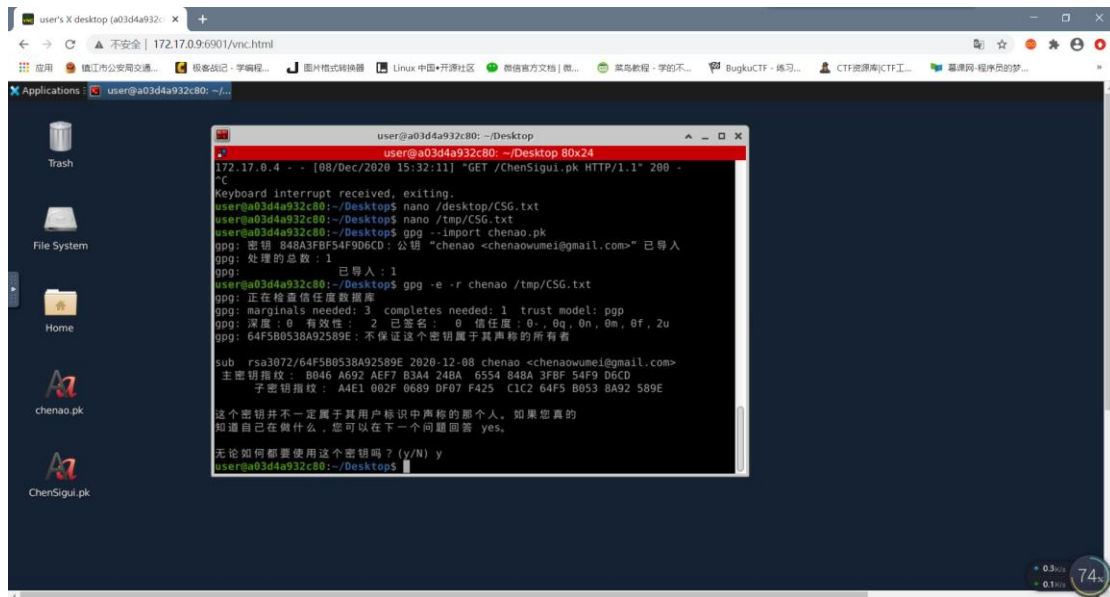 user's X desktop (a03d4a932c
不安全 | 172.17.0.9:6901/vnc.html
应用 镇江市公安局交通... 极客战记 - 学编程... 图片格式转换器 Linux 中国◆开源社区 微信官方文档 | 微... 菜鸟教程 - 学的不... BugkuCTF - 练习... CTF资源库|CTF工... 慕课网-程序员的梦...
Applications user@a03d4a932c80: ~/...
Trash
File System
Home
chenao.pk
ChenSigui.pk
user@a03d4a932c80: ~/Desktop
user@a03d4a932c80: ~/Desktop 80x24
172.17.0.4 - - [08/Dec/2020 15:32:11] "GET /ChenSigui.pk HTTP/1.1" 200 -
^C
Keyboard interrupt received, exiting.
user@a03d4a932c80:~/Desktop$ nano /desktop/CSG.txt
user@a03d4a932c80:~/Desktop$ nano /tmp/CSG.txt
user@a03d4a932c80:~/Desktop$ gpg --import chenao.pk
gpg: 密钥 848A3FBF54F9D6CD：公钥 “chenao <chenaowumei@gmail.com>” 已导入
gpg: 处理的总数：1
gpg: 已导入：1
user@a03d4a932c80:~/Desktop$ gpg -e -r chenao /tmp/CSG.txt
gpg: 正在检查信任度数据库
gpg: marginals needed: 3 completes needed: 1 trust model: pgp
gpg: 深度：0 有效性： 2 已签名： 0 信任度：0-，0q，0n，0m，0f，2u
gpg: 64F5B0538A92589E：不保证这个密钥属于其声称的所有者
sub rsa3072/64F5B0538A92589E 2020-12-08 chenao <chenaowumei@gmail.com>
主密钥指纹： B046 A692 AEF7 B3A4 24BA 6554 848A 3FBF 54F9 D6CD
子密钥指纹： A4E1 002F 0689 DF07 F425 C1C2 64F5 B053 8A92 589E
这个密钥并不一定属于其用户标识中声称的那个人。如果您真的
知道自己在做什么，您可以在下一个问题回答 yes。
无论如何都要使用这个密钥吗？(y/N) y
user@a03d4a932c80:~/Desktop$
0.3K/s
0.1K/s
74%